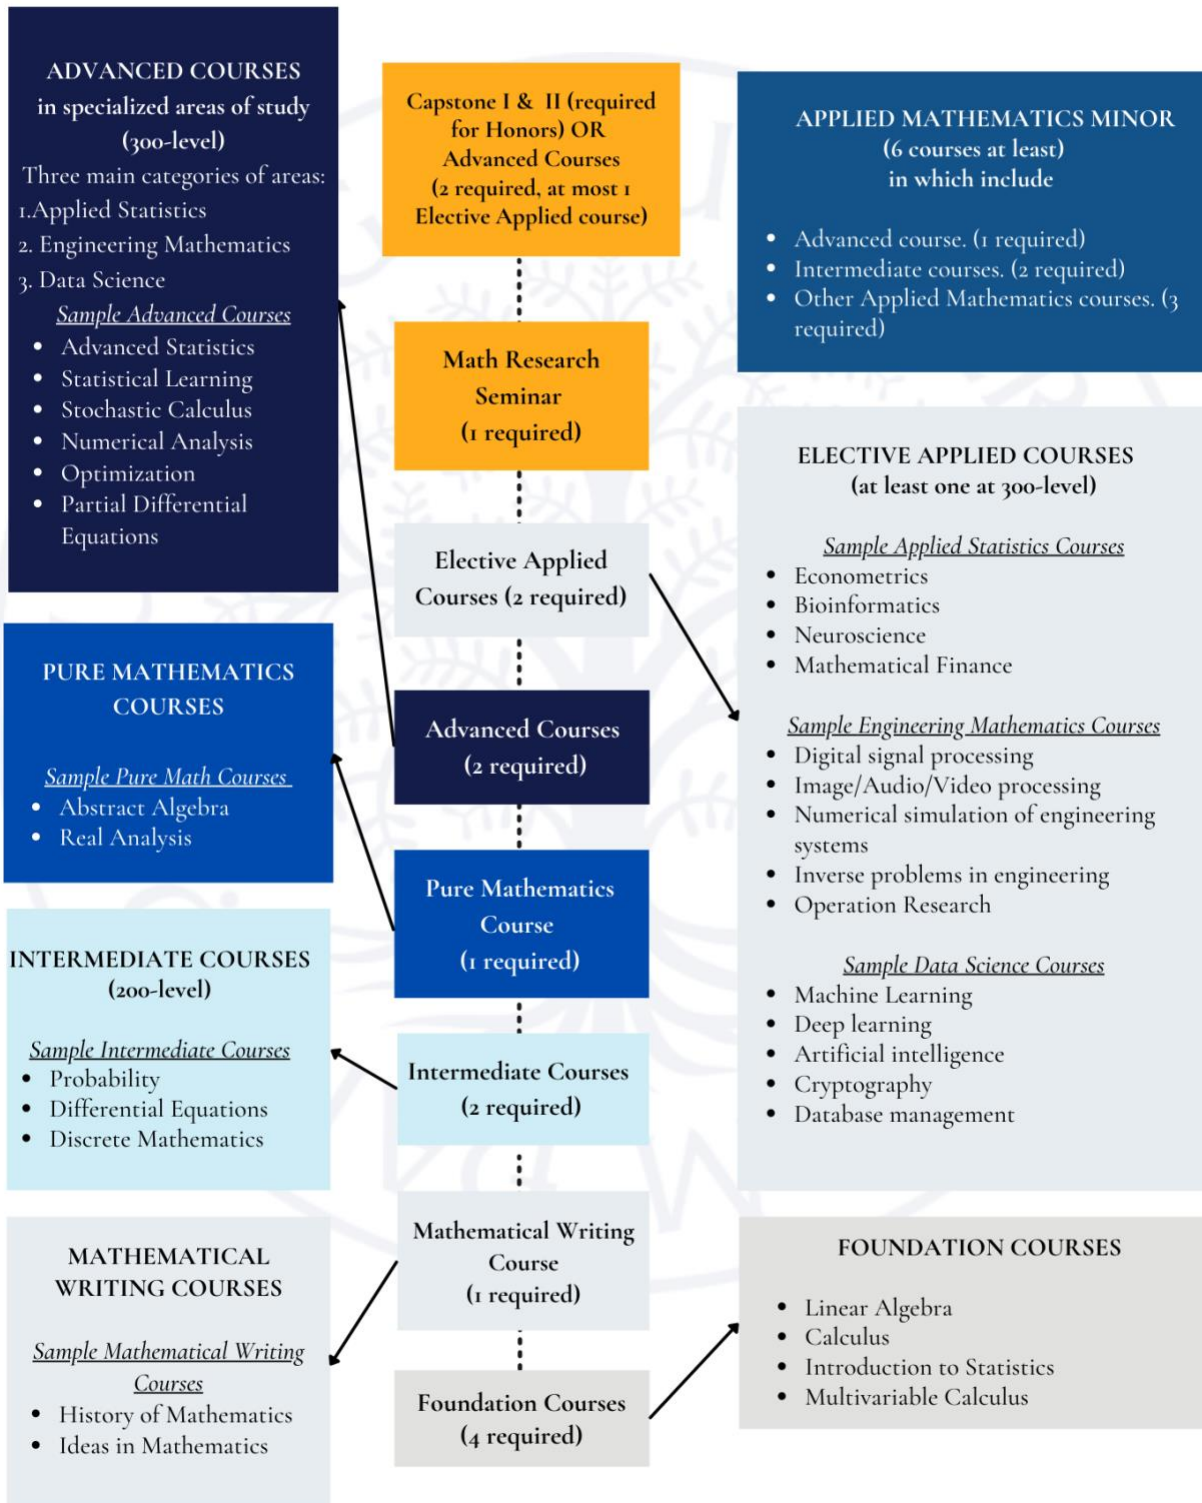 ADVANCED COURSES
in specialized areas of study
(300-level)
Three main categories of areas:
1.Applied Statistics
2. Engineering Mathematics
3. Data Science
Sample Advanced Courses
• Advanced Statistics
• Statistical Learning
• Stochastic Calculus
• Numerical Analysis
• Optimization
• Partial Differential
Equations
PURE MATHEMATICS
COURSES
Sample Pure Math Courses
• Abstract Algebra
• Real Analysis
INTERMEDIATE COURSES
(200-level)
Sample Intermediate Courses
• Probability
• Differential Equations
• Discrete Mathematics
MATHEMATICAL
WRITING COURSES
Sample Mathematical Writing
Courses
• History of Mathematics
• Ideas in Mathematics
Capstone I & II (required
for Honors) OR
Advanced Courses
(2 required, at most 1
Elective Applied course)
Math Research
Seminar
(1 required)
Elective Applied
Courses (2 required)
Advanced Courses
(2 required)
Pure Mathematics
Course
(1 required)
Intermediate Courses
(2 required)
Mathematical Writing
Course
(1 required)
Foundation Courses
(4 required)
APPLIED MATHEMATICS MINOR
(6 courses at least)
in which include
• Advanced course. (1 required)
• Intermediate courses. (2 required)
• Other Applied Mathematics courses. (3
required)
ELECTIVE APPLIED COURSES
(at least one at 300-level)
Sample Applied Statistics Courses
• Econometrics
• Bioinformatics
• Neuroscience
• Mathematical Finance
Sample Engineering Mathematics Courses
• Digital signal processing
• Image/Audio/Video processing
• Numerical simulation of engineering
systems
• Inverse problems in engineering
• Operation Research
Sample Data Science Courses
• Machine Learning
• Deep learning
• Artificial intelligence
• Cryptography
• Database management
FOUNDATION COURSES
• Linear Algebra
• Calculus
• Introduction to Statistics
• Multivariable Calculus